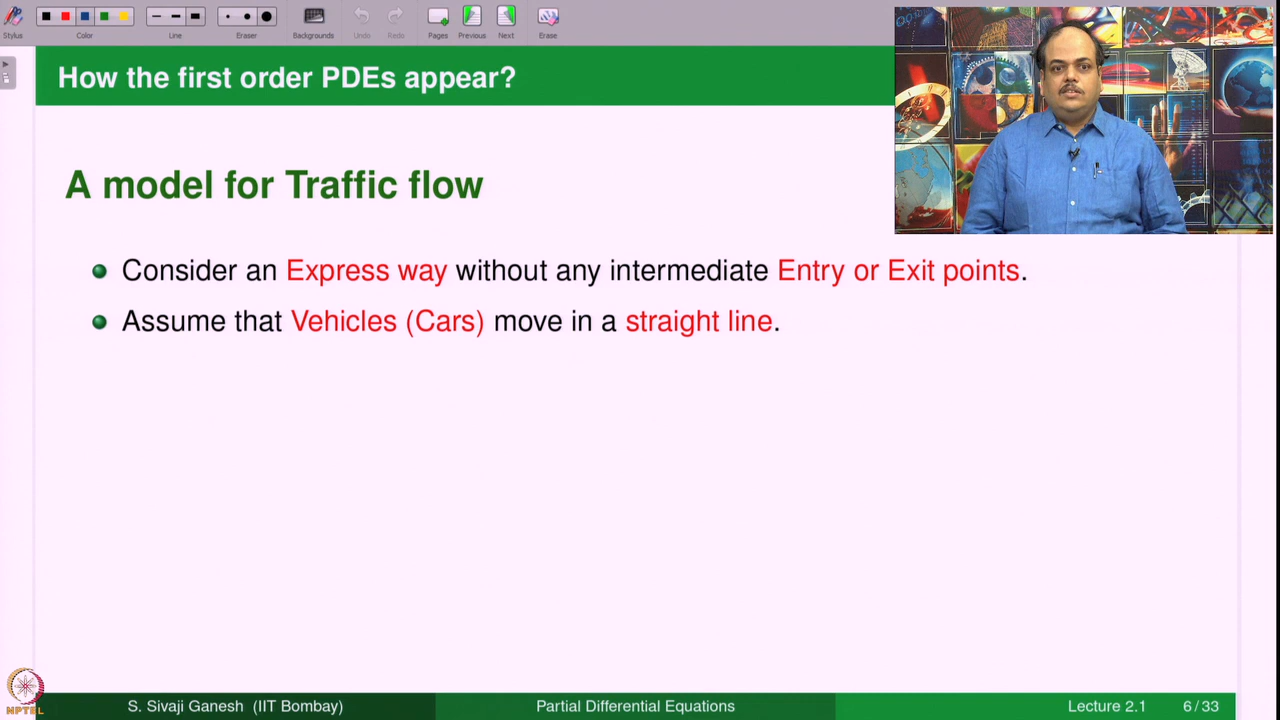 Stylus
Color
Line
Eraser
Backgrounds
Undo
Redo
Pages
Previous
Next
Erase
How the first order PDEs appear?
A model for Traffic flow
Consider an Express way without any intermediate Entry or Exit points.
Assume that Vehicles (Cars) move in a straight line.
NPTEL
S. Sivaji Ganesh (IIT Bombay)
Partial Differential Equations
Lecture 2.1
6/33